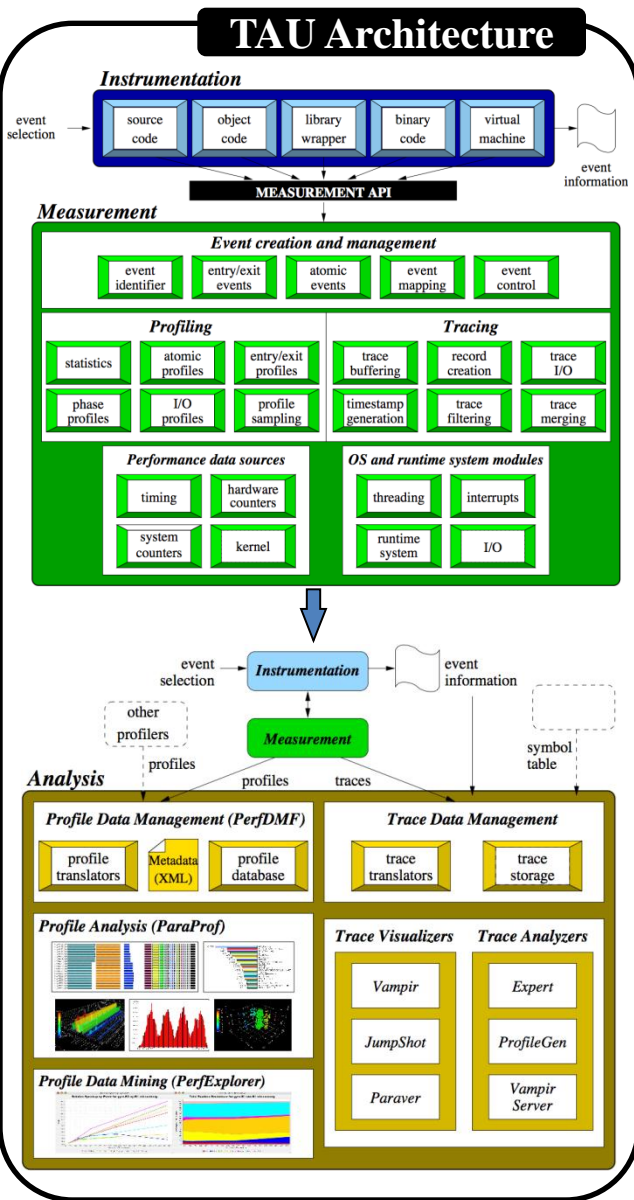 TAU Architecture
Instrumentation
event
selection
source
code
object
code
library
wrapper
binary
code
virtual
machine
event
information
MEASUREMENT API
Measurement
Event creation and management
event
identifier
entry/exit
events
atomic
events
event
mapping
event
control
Profiling
statistics
atomic
profiles
entry/exit
profiles
phase
profiles
I/O
profiles
profile
sampling
Tracing
trace
buffering
record
creation
trace
I/O
timestamp
generation
trace
filtering
trace
merging
Performance data sources
timing
hardware
counters
system
counters
kernel
OS and runtime system modules
threading
interrupts
runtime
system
I/O
event
selection
Instrumentation
event
information
other
profilers
Measurement
symbol
table
profiles
profiles
traces
Analysis
Profile Data Management (PerfDMF)
profile
translators
Metadata
(XML)
profile
database
Trace Data Management
trace
translators
trace
storage
Profile Analysis (ParaProf)
Profile Data Mining (PerfExplorer)
Trace Visualizers
Vampir
JumpShot
Paraver
Trace Analyzers
Expert
ProfileGen
Vampir
Server